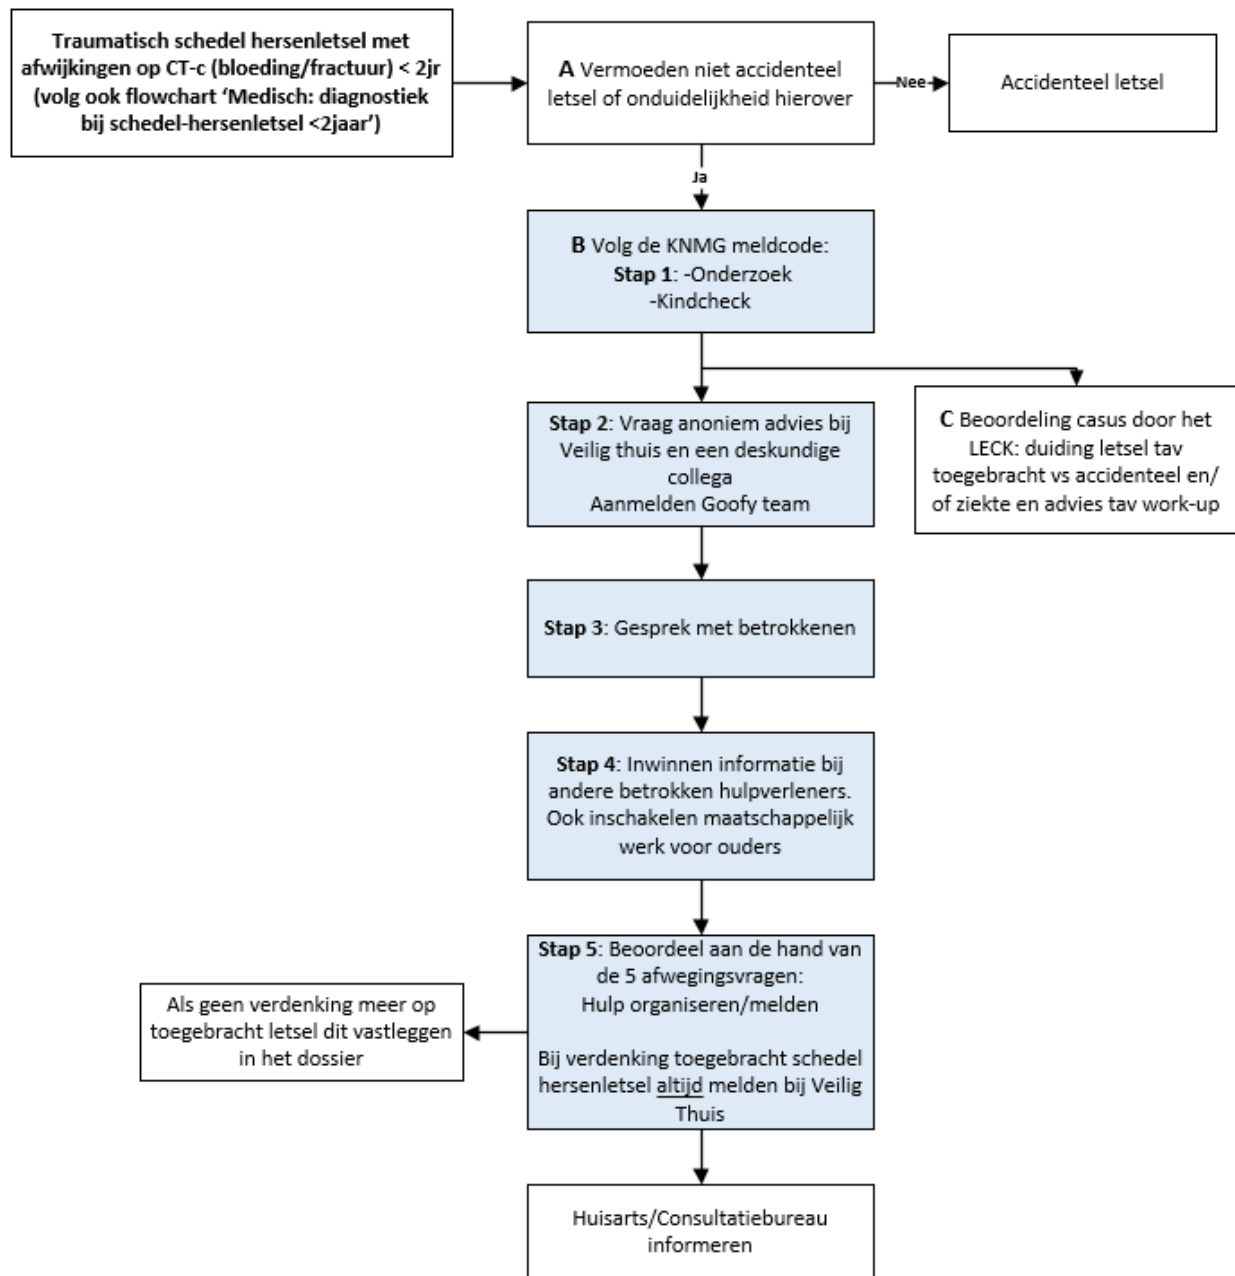 Traumatisch schedel hersenletsel met
afwijkingen op CT-c (bloeding/fractuur) < 2jr
(volg ook flowchart ‘Medisch: diagnostiek
bij schedel-hersenletsel <2jaar’)
A Vermoeden niet accidenteel
letsel of onduidelijkheid hierover
Nee
Accidenteel letsel
Ja
B Volg de KNMG meldcode:
Stap 1: -Onderzoek
-Kindcheck
Stap 2: Vraag anoniem advies bij
Veilig thuis en een deskundige
collega
Aanmelden Goofy team
C Beoordeling casus door het
LECK: duiding letsel tav
toegebracht vs accidenteel en/
of ziekte en advies tav work-up
Stap 3: Gesprek met betrokkenen
Stap 4: Inwinnen informatie bij
andere betrokken hulpverleners.
Ook inschakelen maatschappelijk
werk voor ouders
Stap 5: Beoordeel aan de hand van
de 5 afwegingsvragen:
Hulp organiseren/melden
Bij verdenking toegebracht schedel
hersenletsel altijd melden bij Veilig
Thuis
Als geen verdenking meer op
toegebracht letsel dit vastleggen
in het dossier
Huisarts/Consultatiebureau
informeren